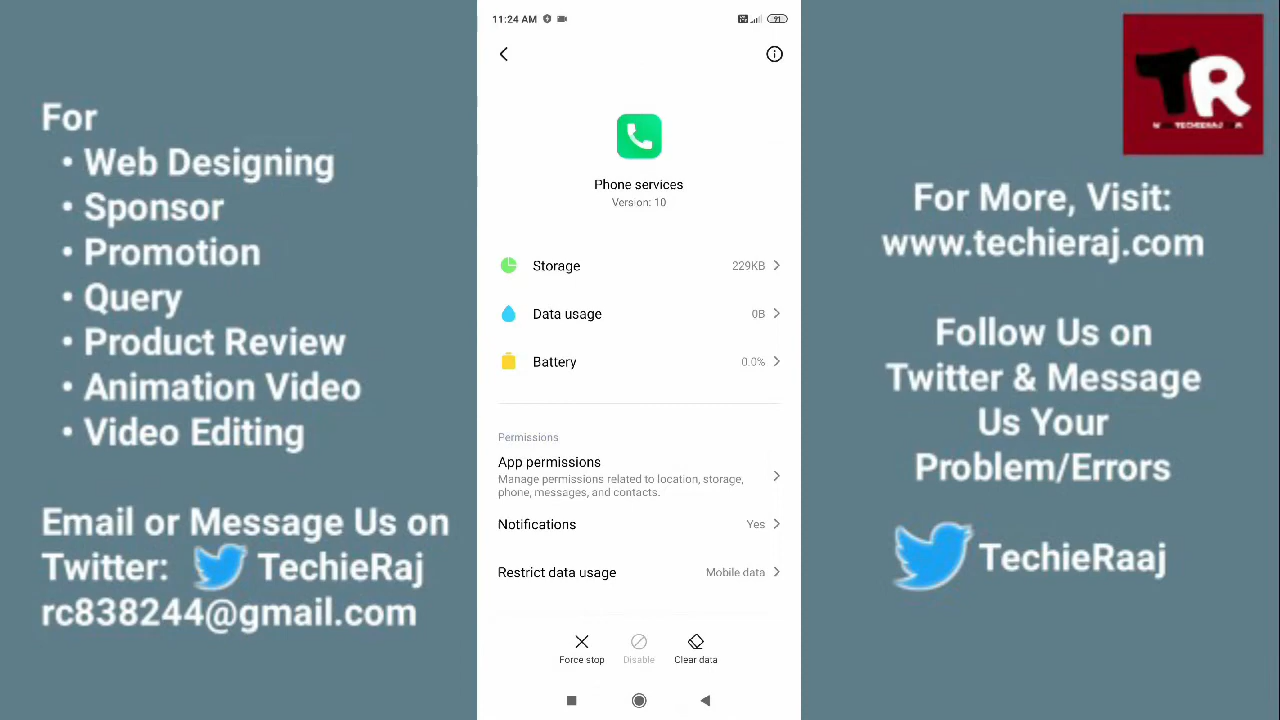 For
• Web Designing
• Sponsor
• Promotion
• Query
• Product Review
• Animation Video
• Video Editing
Email or Message Us on
Twitter: TechieRaj
rc838244@gmail.com
11:24 AM
91
Phone services
Version: 10
Storage 229KB
Data usage 0B
Battery 0.0%
Permissions
App permissions
Manage permissions related to location, storage,
phone, messages, and contacts.
Notifications Yes
Restrict data usage Mobile data
Force stop Disable Clear data
TR
For More, Visit:
www.techieraj.com
Follow Us on
Twitter & Message
Us Your
Problem/Errors
TechieRaaj